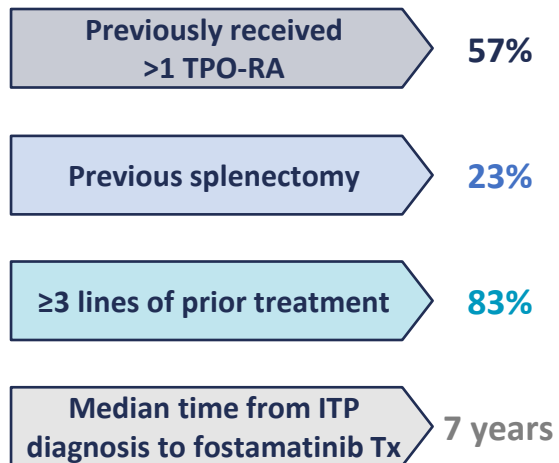 Previously received
>1 TPO-RA
57%
Previous splenectomy
23%
≥3 lines of prior treatment
83%
Median time from ITP
diagnosis to fostamatinib Tx
7 years